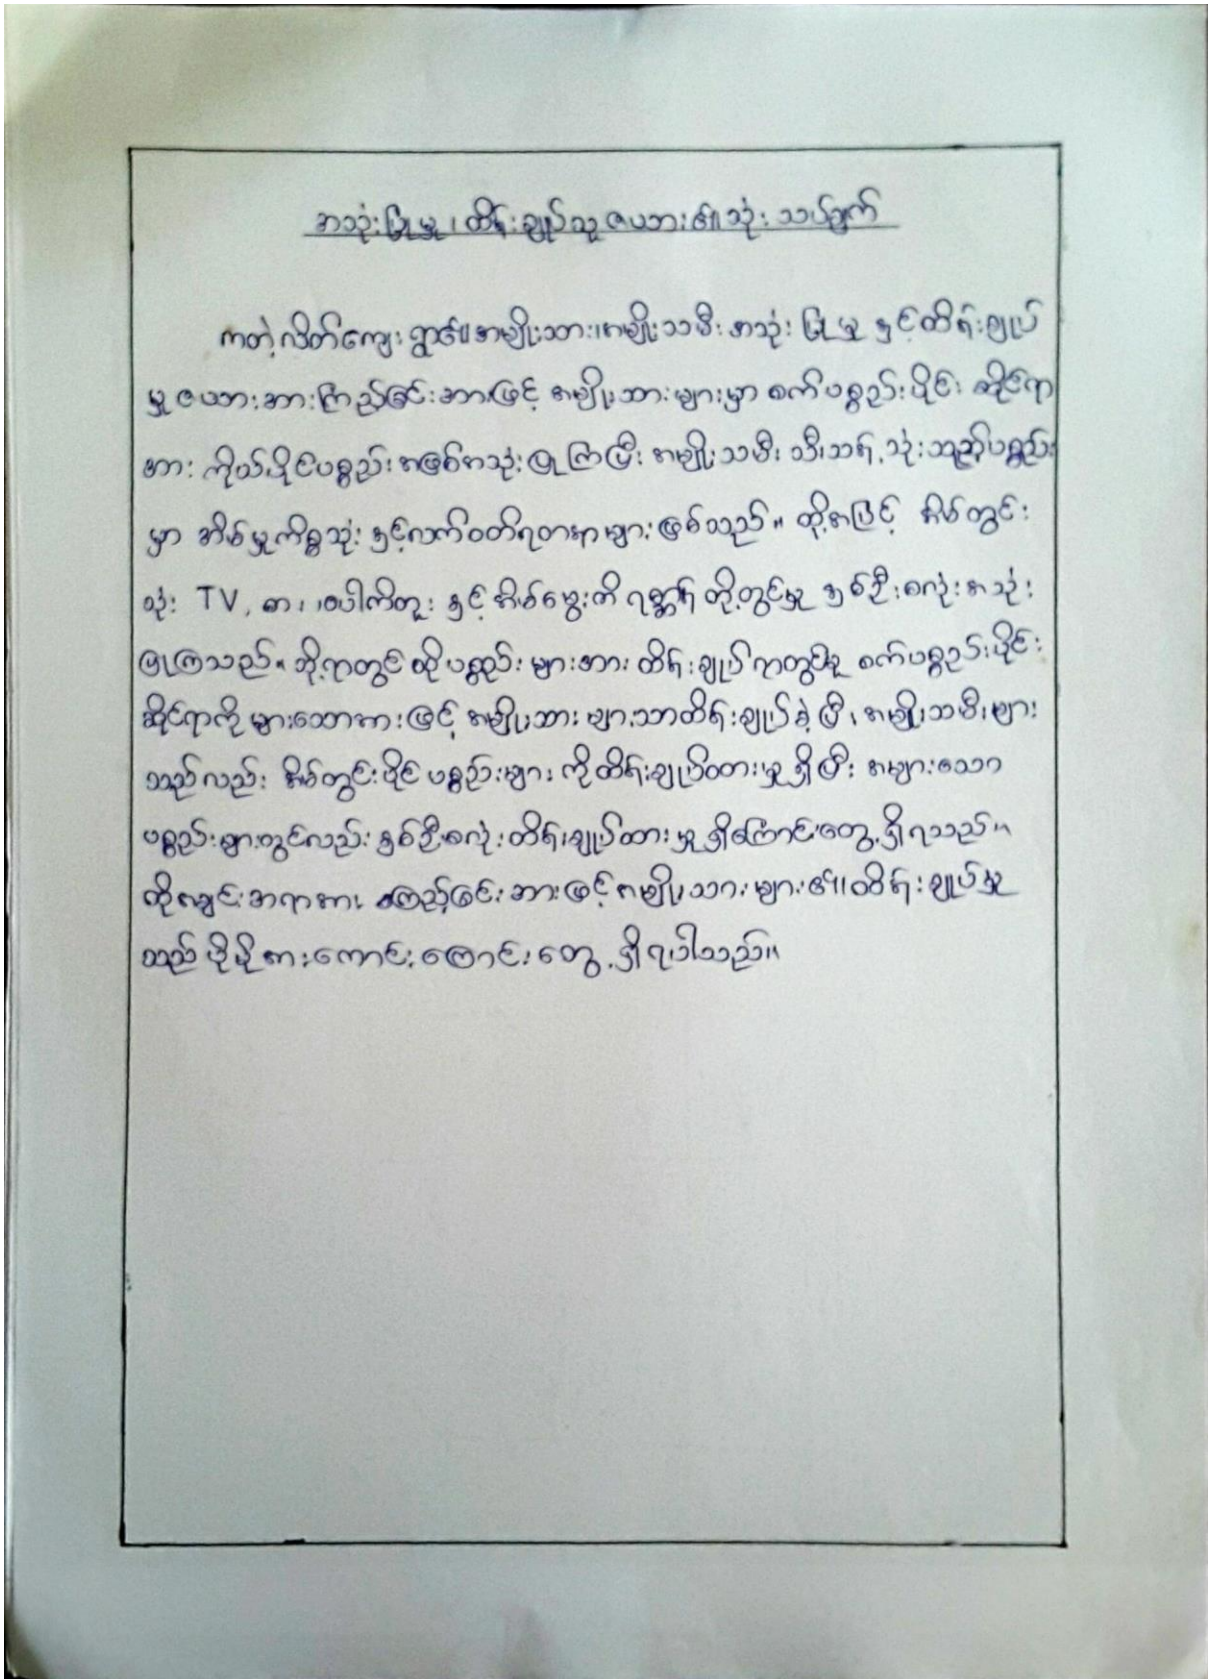 အသုံးပြုမှု၊ ထိန်းချုပ်သူ ဇယား၏ သုံးသပ်ချက်
ကတဲ့လိတ်ကျေးရွာ၏ အမျိုးသား၊ အမျိုးသမီး အသုံးပြုမှု နှင့် ထိန်းချုပ်
မှု ဇယားအား ကြည့်ခြင်းအားဖြင့် အမျိုးသားများမှာ စက်ပစ္စည်းပိုင်း ဆိုင်ရာ
အား ကိုယ်ပိုင်ပစ္စည်း အဖြစ်အသုံးပြုကြပြီး အမျိုးသမီး သီးသန့်သုံးသည့်ပစ္စည်း
မှာ အိမ်မှုကိစ္စသုံး နှင့်လက်ဝတ်ရတနာများ ဖြစ်သည်။ ထို့အပြင် အိမ်တွင်း
သုံး TV, စား၊ ပေါက်တူး နှင့် အိမ်မွေးတိရစ္ဆာန် တို့တွင်မူ နှစ်ဦးစလုံး အသုံး
ပြုကြသည်။ ထို့ရာတွင် ထိုပစ္စည်းများအား ထိန်းချုပ်ရာတွင်မူ စက်ပစ္စည်းပိုင်း
ဆိုင်ရာကို များသောအားဖြင့် အမျိုးသားများသာထိန်းချုပ်ခဲ့ပြီး၊ အမျိုးသမီးများ
သည်လည်း အိမ်တွင်းပိုင်ပစ္စည်းများ ကိုထိန်းချုပ်ထားမှုရှိပြီး အများသော
ပစ္စည်းများတွင်လည်း နှစ်ဦးစလုံး ထိန်းချုပ်ထားမှု ရှိကြောင်းတွေ့ရှိရသည်။
ထို့ကြောင့် ဇယားအား ကြည့်ခြင်းအားဖြင့် အမျိုးသားများ၏ ထိန်းချုပ်မှု
သည် ပိုမိုအားကောင်းကြောင်း တွေ့ရှိရပါသည်။